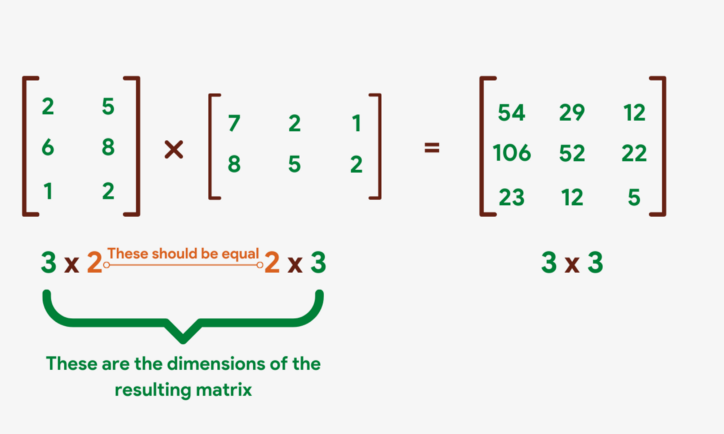 2 5
6 8
1 2
×
7 2 1
8 5 2
=
54 29 12
106 52 22
23 12 5
3 x 2 These should be equal 2 x 3
3 x 3
These are the dimensions of the
resulting matrix